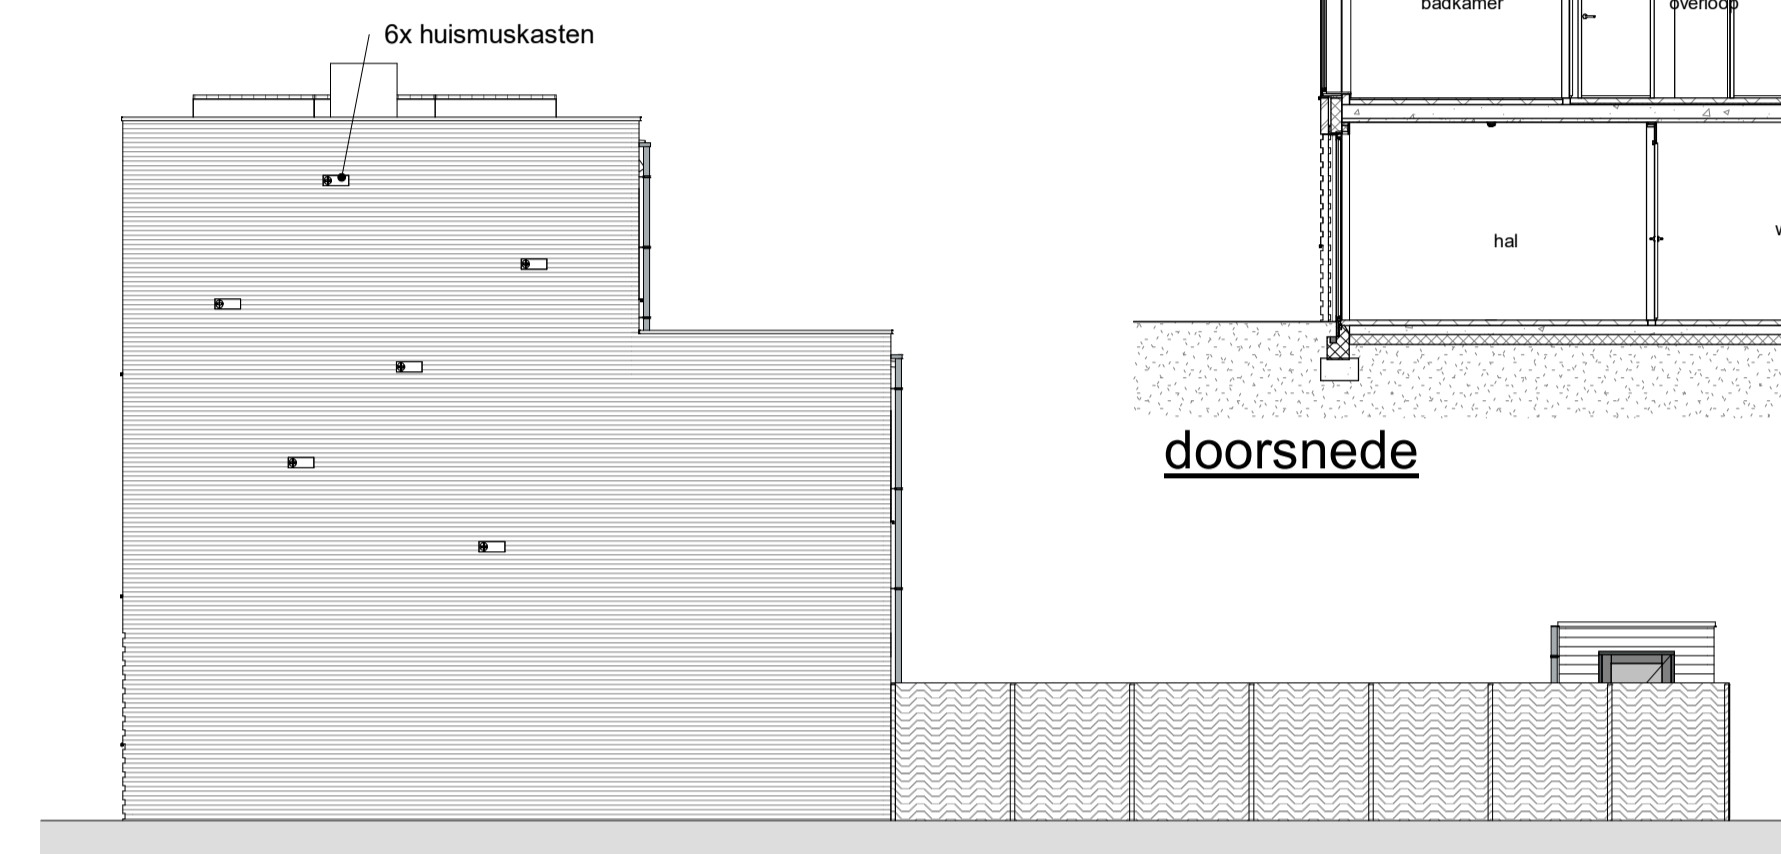 6x huismuskasten
badkamer
overloop
hal
doorsnede